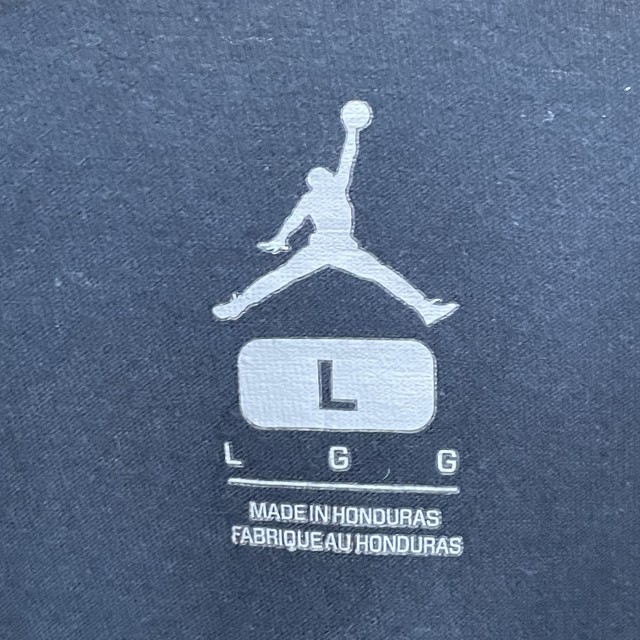 L
L G G
MADE IN HONDURAS
FABRIQUE AU HONDURAS